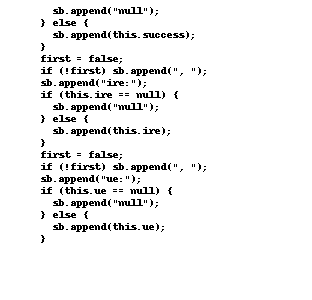 sb.append("null");
} else {
sb.append(this.success);
}
first = false;
if (!first) sb.append(", ");
sb.append("ire:");
if (this.ire == null) {
sb.append("null");
} else {
sb.append(this.ire);
}
first = false;
if (!first) sb.append(", ");
sb.append("ue:");
if (this.ue == null) {
sb.append("null");
} else {
sb.append(this.ue);
}